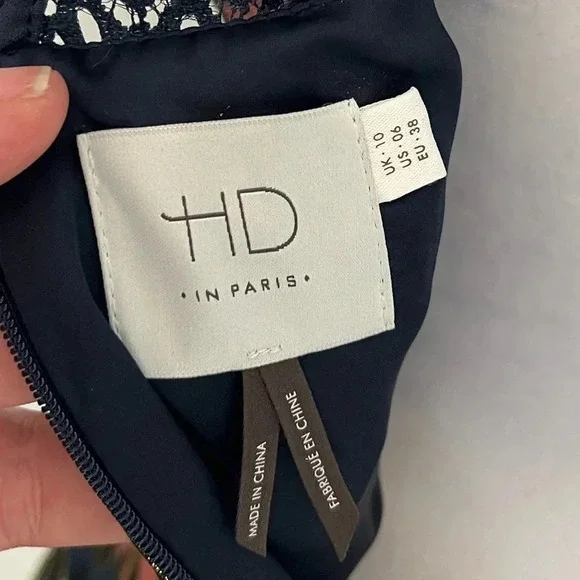 HD
• IN PARIS •
UK • 10
US • 06
EU • 38
MADE IN CHINA
FABRIQUÉ EN CHINE